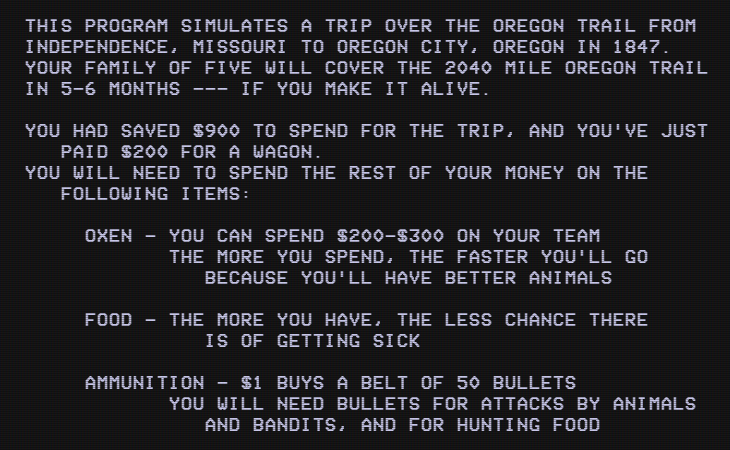 THIS PROGRAM SIMULATES A TRIP OVER THE OREGON TRAIL FROM
INDEPENDENCE, MISSOURI TO OREGON CITY, OREGON IN 1847.
YOUR FAMILY OF FIVE WILL COVER THE 2040 MILE OREGON TRAIL
IN 5-6 MONTHS --- IF YOU MAKE IT ALIVE.
YOU HAD SAVED $900 TO SPEND FOR THE TRIP, AND YOU'VE JUST
PAID $200 FOR A WAGON.
YOU WILL NEED TO SPEND THE REST OF YOUR MONEY ON THE
FOLLOWING ITEMS:
OXEN - YOU CAN SPEND $200-$300 ON YOUR TEAM
THE MORE YOU SPEND, THE FASTER YOU'LL GO
BECAUSE YOU'LL HAVE BETTER ANIMALS
FOOD - THE MORE YOU HAVE, THE LESS CHANCE THERE
IS OF GETTING SICK
AMMUNITION - $1 BUYS A BELT OF 50 BULLETS
YOU WILL NEED BULLETS FOR ATTACKS BY ANIMALS
AND BANDITS, AND FOR HUNTING FOOD